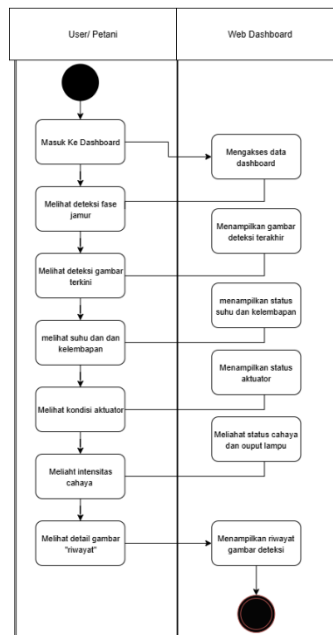 User/ Petani
Web Dashboard
Masuk Ke Dashboard
Mengakses data
dashboard
Melihat deteksi fase
jamur
Menampilkan gambar
deteksi terakhir
Melihat deteksi gambar
terkini
menampilkan status
suhu dan kelembapan
melihat suhu dan dan
kelembapan
Menampilkan status
aktuator
Melihat kondisi aktuator
Meliahat status cahaya
dan ouput lampu
Meliaht intensitas
cahaya
Melihat detail gambar
"riwayat"
Menampilkan riwayat
gambar deteksi